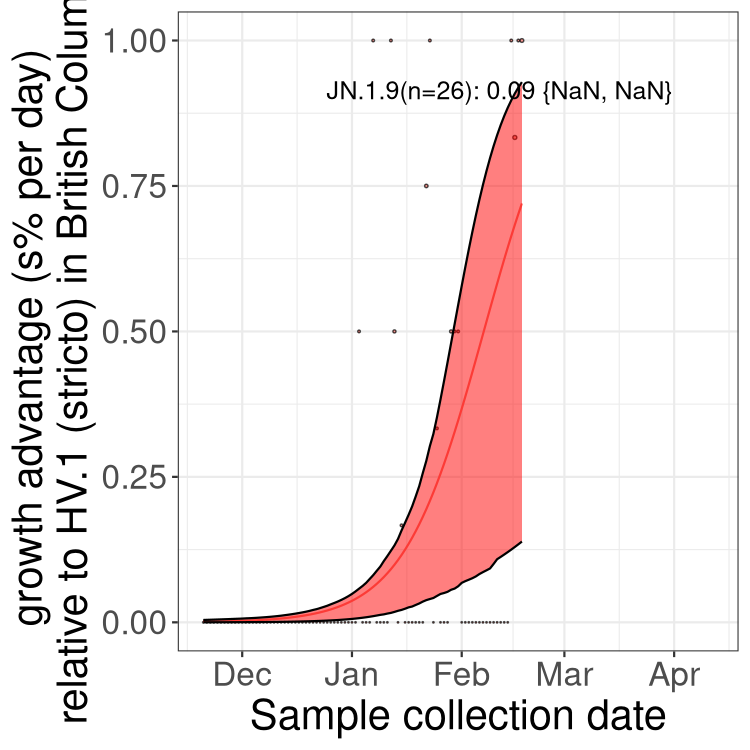 growth advantage (s% per day)
relative to HV.1 (stricto) in British Colum
1.00
0.75
0.50
0.25
0.00
JN.1.9(n=26): 0.09 {NaN, NaN}
Dec Jan Feb Mar Apr
Sample collection date